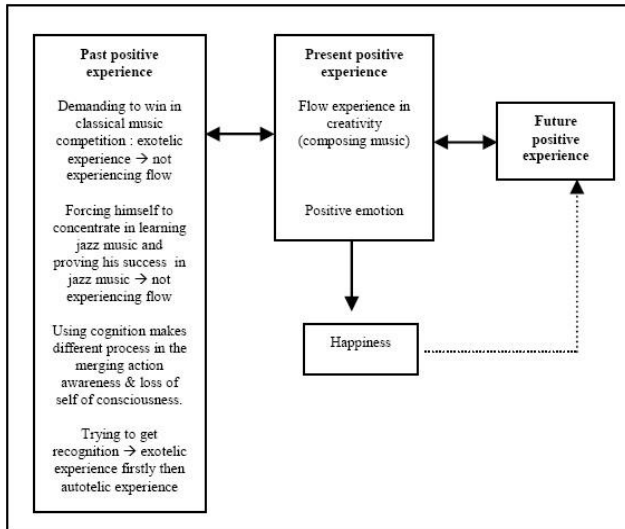 Past positive
experience
Demanding to win in
classical music
competition : exotelic
experience → not
experiencing flow
Forcing himself to
concentrate in learning
jazz music and
proving his success in
jazz music → not
experiencing flow
Using cognition makes
different process in the
merging action
awareness & loss of
self of consciousness.
Trying to get
recognition → exotelic
experience firstly then
autotelic experience
Present positive
experience
Flow experience in
creativity
(composing music)
Positive emotion
Happiness
Future
positive
experience